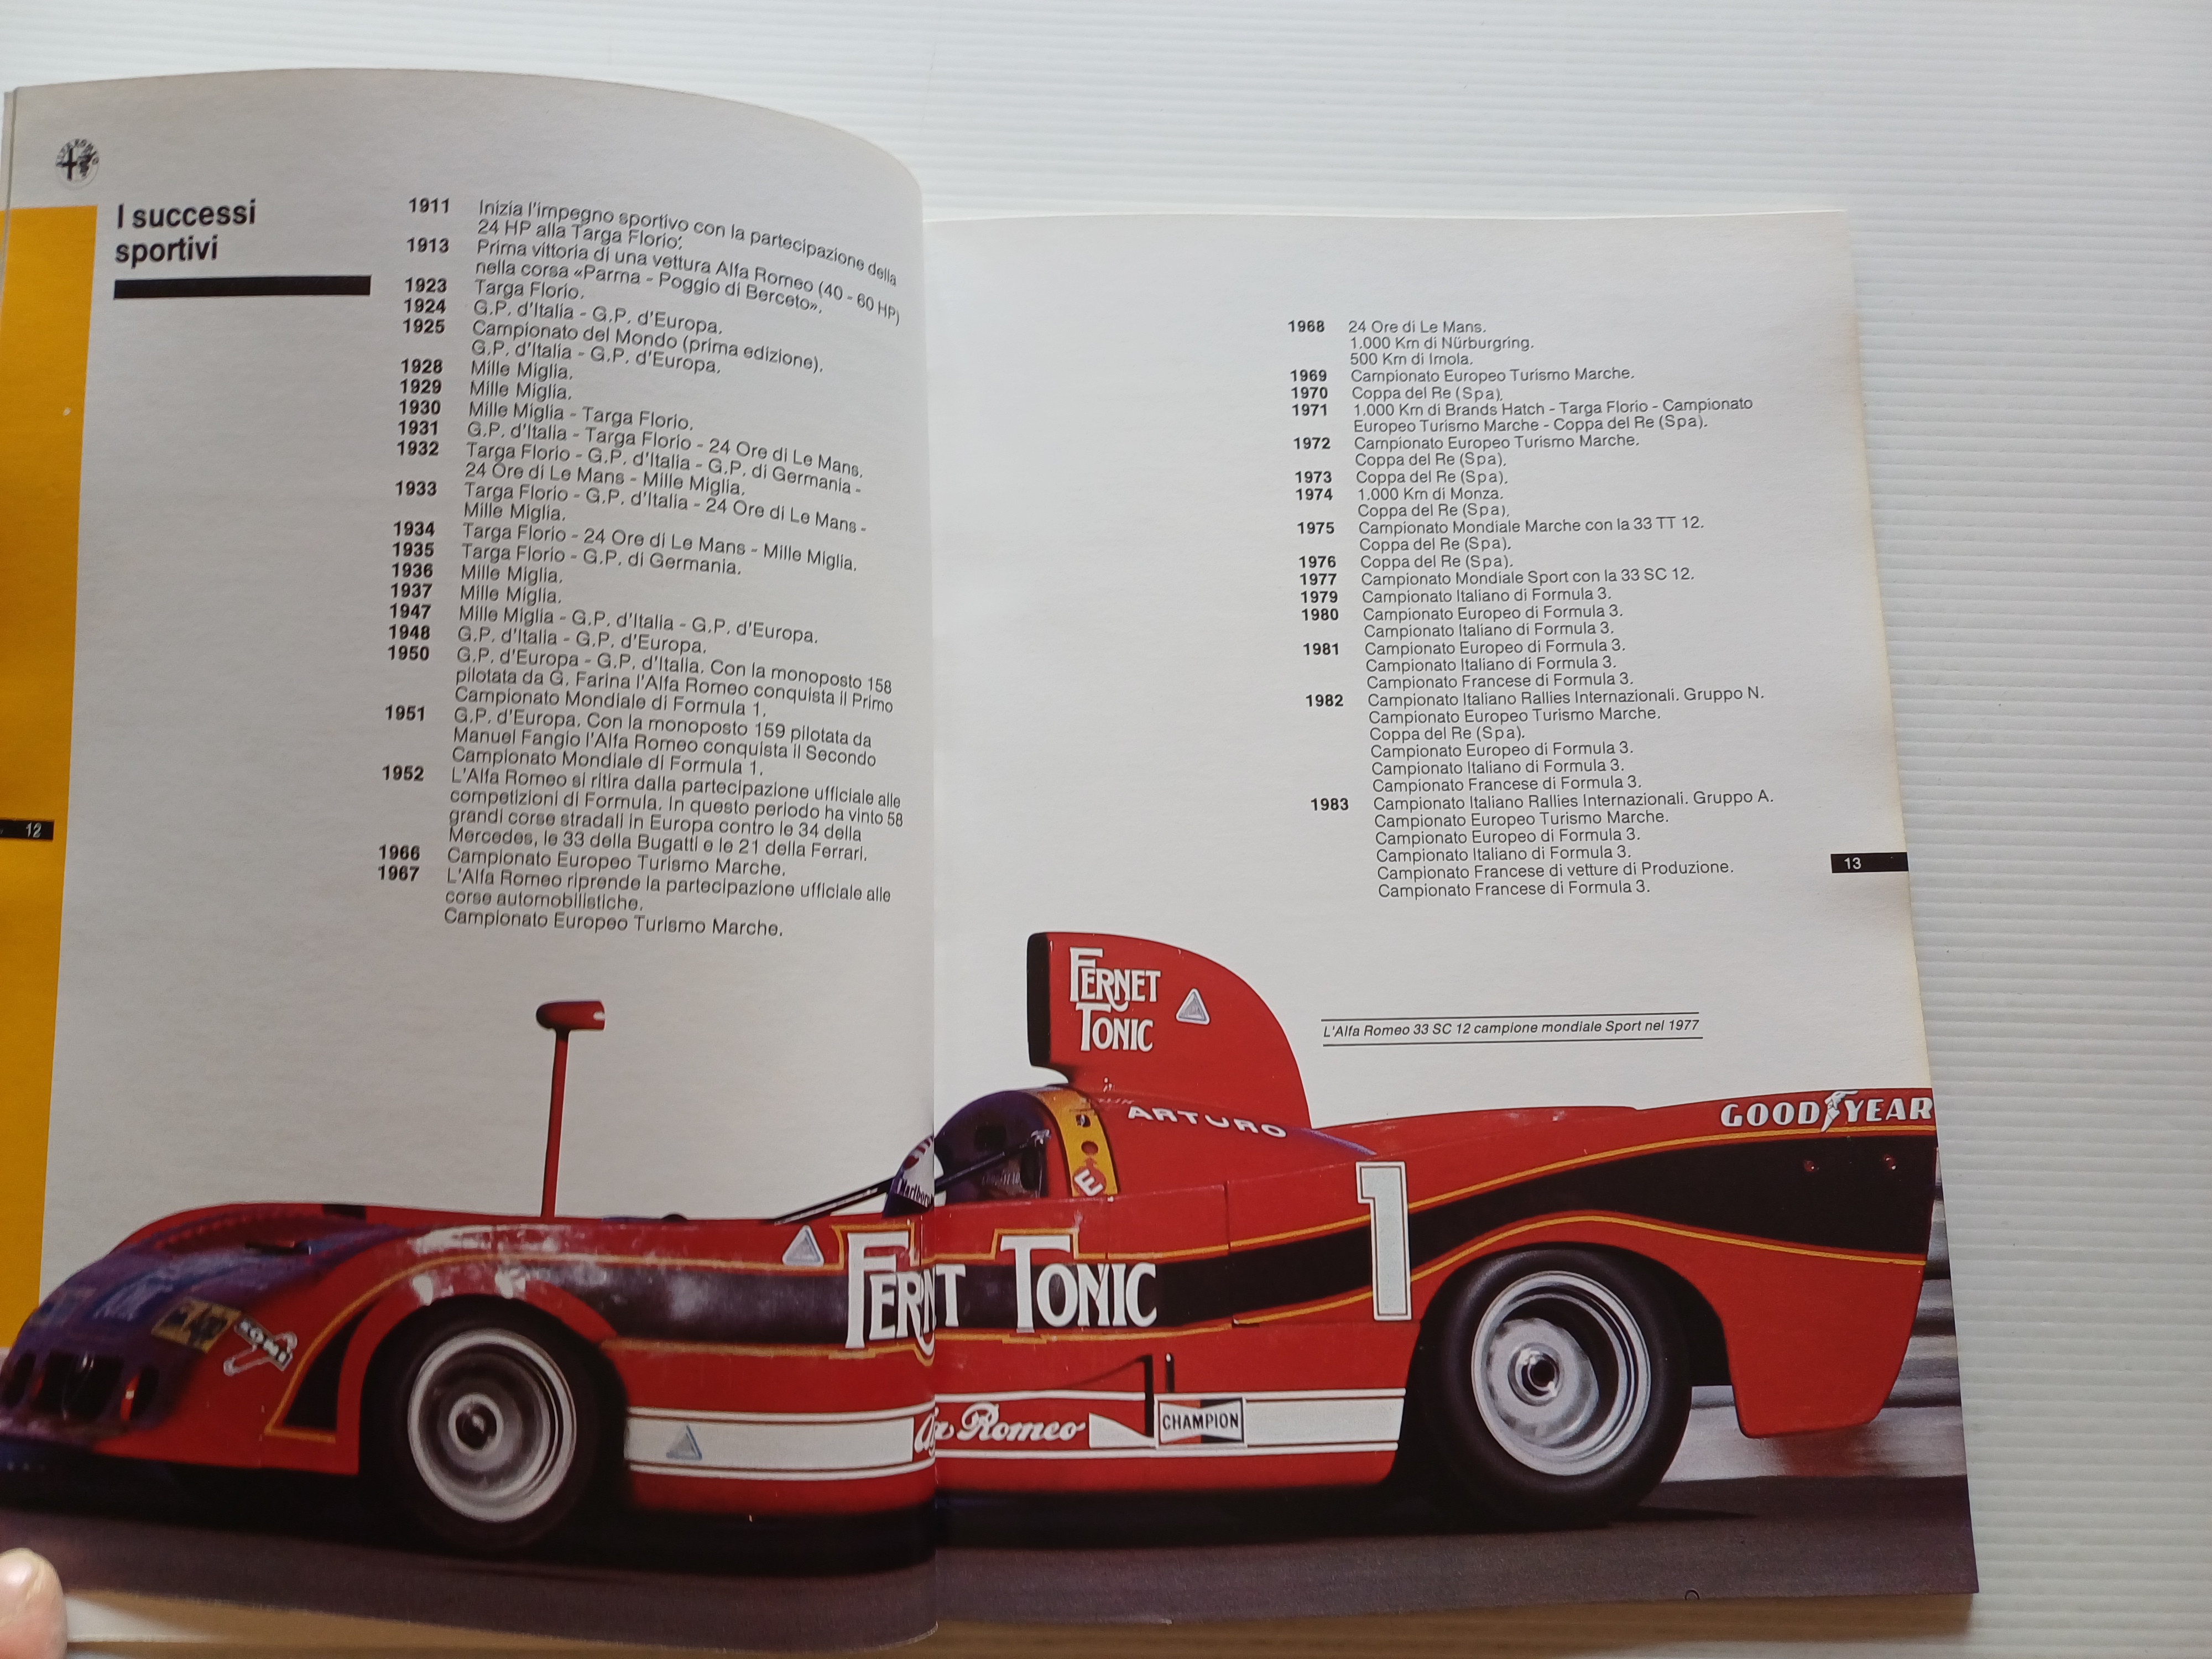 ALFA ROMEO
I successi
sportivi
1911 Inizia l'impegno sportivo con la partecipazione della
24 HP alla Targa Florio.
1913 Prima vittoria di una vettura Alfa Romeo (40 - 60 HP)
nella corsa «Parma - Poggio di Berceto».
1923 Targa Florio.
1924 G.P. d'Italia - G.P. d'Europa.
1925 Campionato del Mondo (prima edizione).
G.P. d'Italia - G.P. d'Europa.
1928 Mille Miglia.
1929 Mille Miglia.
1930 Mille Miglia - Targa Florio.
1931 G.P. d'Italia - Targa Florio - 24 Ore di Le Mans.
1932 Targa Florio - G.P. d'Italia - G.P. di Germania -
24 Ore di Le Mans - Mille Miglia.
1933 Targa Florio - G.P. d'Italia - 24 Ore di Le Mans -
Mille Miglia.
1934 Targa Florio - 24 Ore di Le Mans - Mille Miglia.
1935 Targa Florio - G.P. di Germania.
1936 Mille Miglia.
1937 Mille Miglia.
1947 Mille Miglia - G.P. d'Italia - G.P. d'Europa.
1948 G.P. d'Italia - G.P. d'Europa.
1950 G.P. d'Europa - G.P. d'Italia. Con la monoposto 158
pilotata da G. Farina l'Alfa Romeo conquista il Primo
Campionato Mondiale di Formula 1.
1951 G.P. d'Europa. Con la monoposto 159 pilotata da
Manuel Fangio l'Alfa Romeo conquista il Secondo
Campionato Mondiale di Formula 1.
1952 L'Alfa Romeo si ritira dalla partecipazione ufficiale alle
competizioni di Formula. In questo periodo ha vinto 58
grandi corse stradali in Europa contro le 34 della
Mercedes, le 33 della Bugatti e le 21 della Ferrari.
1966 Campionato Europeo Turismo Marche.
1967 L'Alfa Romeo riprende la partecipazione ufficiale alle
corse automobilistiche.
Campionato Europeo Turismo Marche.
12
1968 24 Ore di Le Mans.
1.000 Km di Nürburgring.
500 Km di Imola.
1969 Campionato Europeo Turismo Marche.
1970 Coppa del Re (Spa).
1971 1.000 Km di Brands Hatch - Targa Florio - Campionato
Europeo Turismo Marche - Coppa del Re (Spa).
1972 Campionato Europeo Turismo Marche.
Coppa del Re (Spa).
1973 Coppa del Re (Spa).
1974 1.000 Km di Monza.
Coppa del Re (Spa).
1975 Campionato Mondiale Marche con la 33 TT 12.
Coppa del Re (Spa).
1976 Coppa del Re (Spa).
1977 Campionato Mondiale Sport con la 33 SC 12.
1979 Campionato Italiano di Formula 3.
1980 Campionato Europeo di Formula 3.
Campionato Italiano di Formula 3.
1981 Campionato Europeo di Formula 3.
Campionato Italiano di Formula 3.
Campionato Francese di Formula 3.
1982 Campionato Italiano Rallies Internazionali. Gruppo N.
Campionato Europeo Turismo Marche.
Coppa del Re (Spa).
Campionato Europeo di Formula 3.
Campionato Italiano di Formula 3.
Campionato Francese di Formula 3.
1983 Campionato Italiano Rallies Internazionali. Gruppo A.
Campionato Europeo Turismo Marche.
Campionato Europeo di Formula 3.
Campionato Italiano di Formula 3.
Campionato Francese di vetture di Produzione.
Campionato Francese di Formula 3.
13
L'Alfa Romeo 33 SC 12 campione mondiale Sport nel 1977
FERNET
TONIC
ARTURO
GOODYEAR
Marlboro
1
TONIC
Romeo
CHAMPION